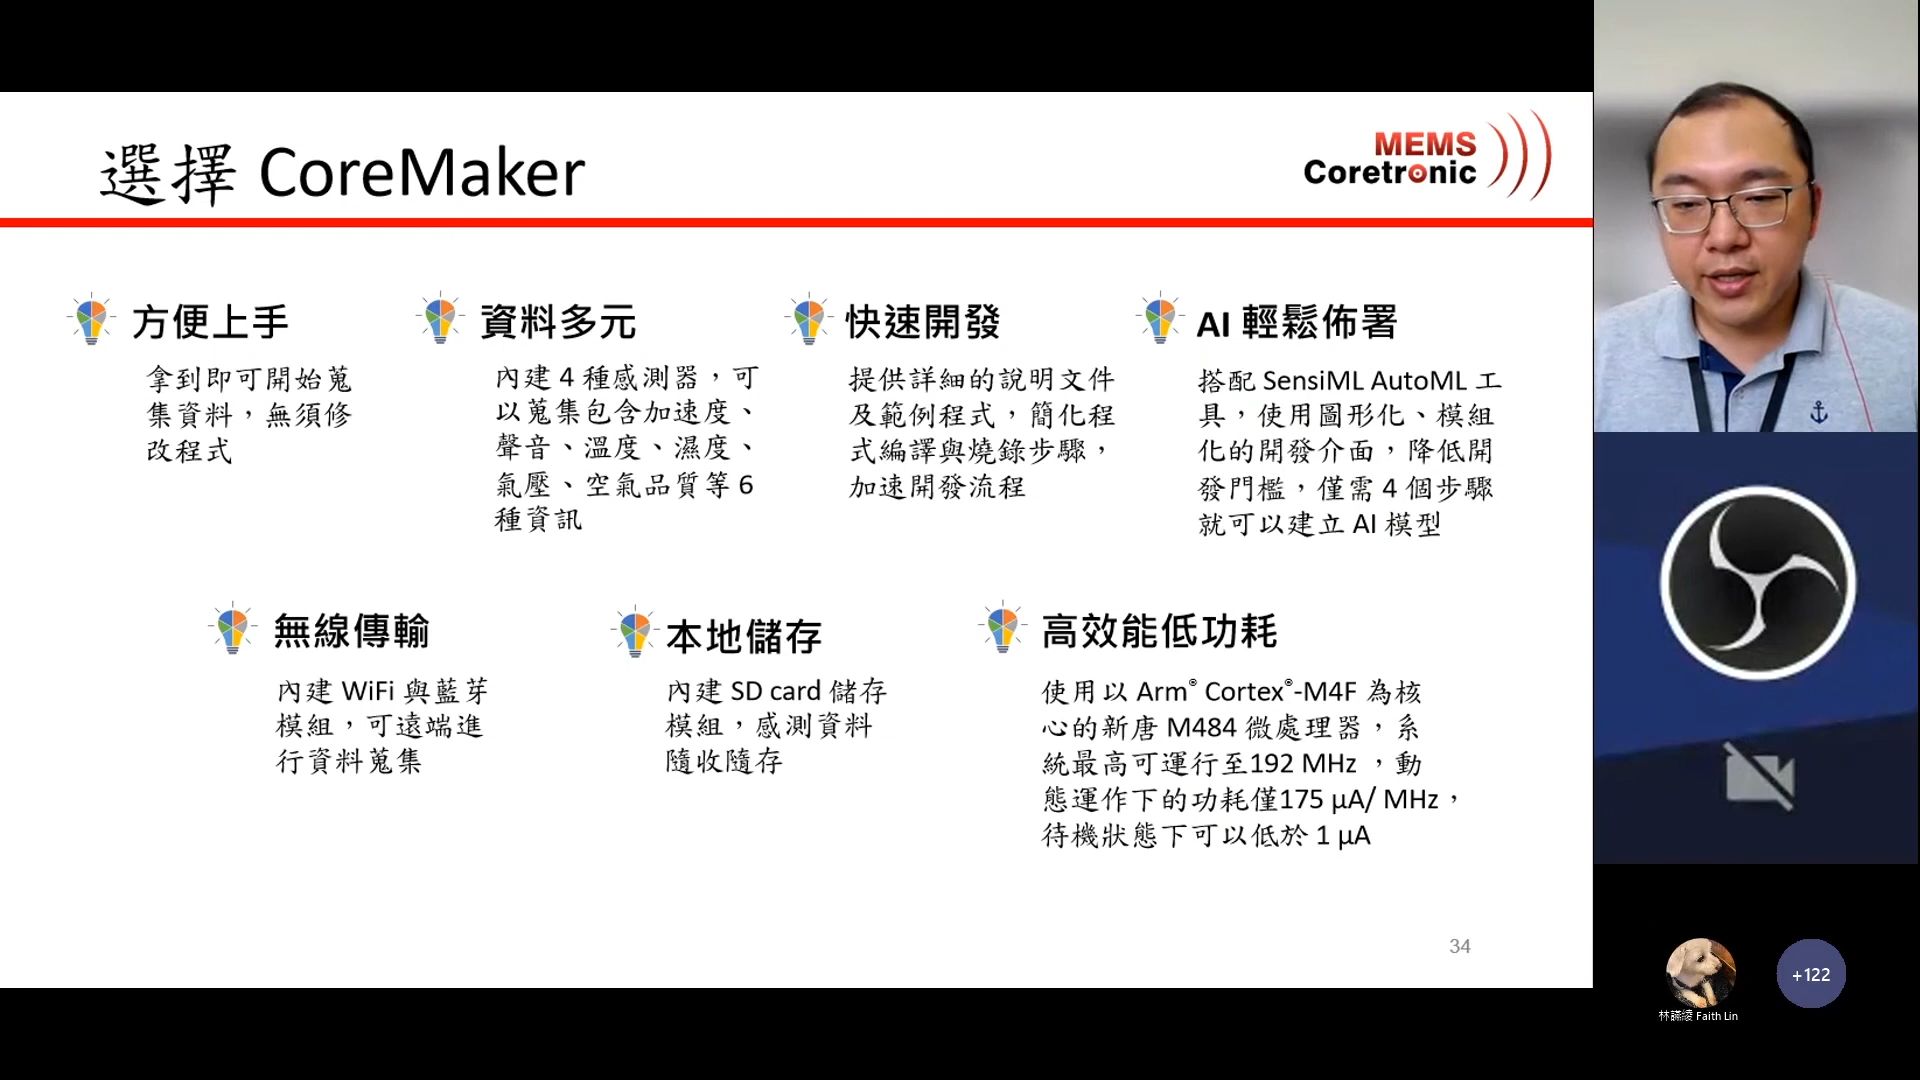 選擇 CoreMaker
MEMS
Coretronic
方便上手
拿到即可開始蒐
集資料，無須修
改程式
資料多元
內建 4 種感測器，可
以蒐集包含加速度、
聲音、溫度、濕度、
氣壓、空氣品質等 6
種資訊
快速開發
提供詳細的說明文件
及範例程式，簡化程
式編譯與燒錄步驟，
加速開發流程
AI 輕鬆佈署
搭配 SensiML AutoML 工
具，使用圖形化、模組
化的開發介面，降低開
發門檻，僅需 4 個步驟
就可以建立 AI 模型
無線傳輸
內建 WiFi 與藍芽
模組，可遠端進
行資料蒐集
本地儲存
內建 SD card 儲存
模組，感測資料
隨收隨存
高效能低功耗
使用以 Arm® Cortex®-M4F 為核
心的新唐 M484 微處理器，系
統最高可運行至192 MHz ，動
態運作下的功耗僅175 µA/ MHz，
待機狀態下可以低於 1 µA
34
+122
Faith Lin